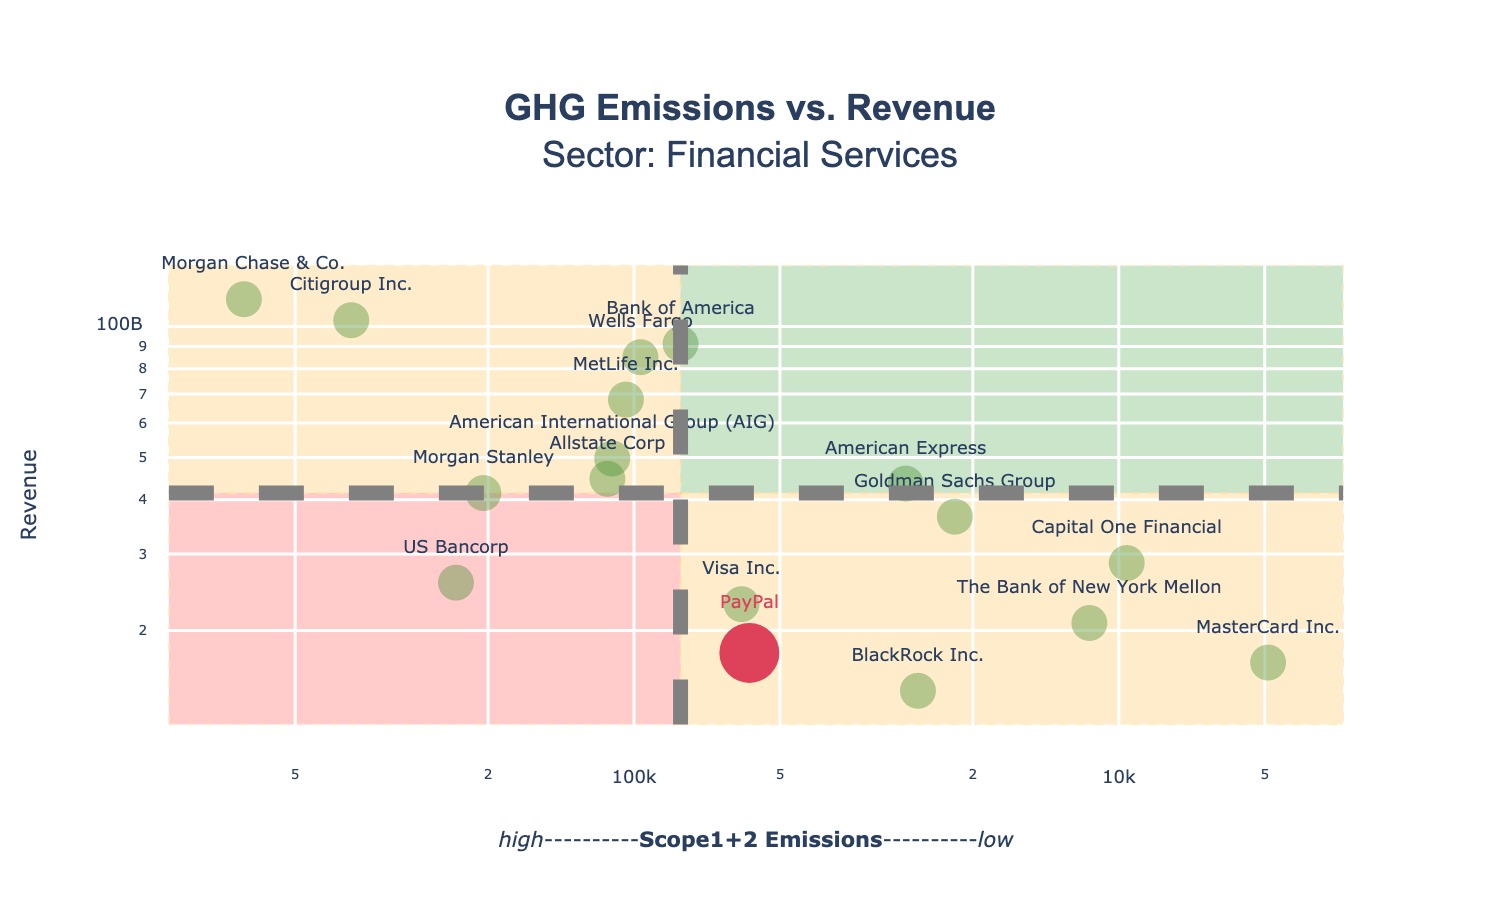 GHG Emissions vs. Revenue
Sector: Financial Services
Morgan Chase & Co.
Citigroup Inc.
Bank of America
Wells Fargo
MetLife Inc.
American International Group (AIG)
Allstate Corp
Morgan Stanley
American Express
Goldman Sachs Group
Capital One Financial
US Bancorp
Visa Inc.
The Bank of New York Mellon
PayPal
MasterCard Inc.
BlackRock Inc.
Revenue
100B
9
8
7
6
5
4
3
2
5
2
100k
5
2
10k
5
high----------Scope1+2 Emissions----------low